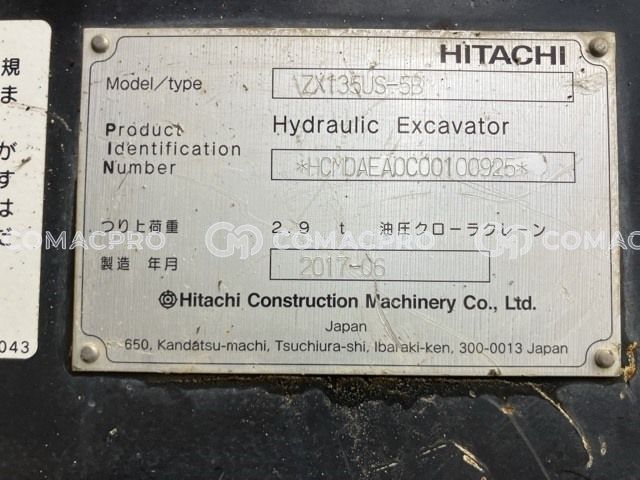 HITACHI
Model/type ZX135US-5B
Product Hydraulic Excavator
Identification
Number *HCMDAEA0C00100925*
つり上荷重 2.9 t 油圧クローラクレーン
製造 年月 2017-06
Hitachi Construction Machinery Co., Ltd.
Japan
650, Kandatsu-machi, Tsuchiura-shi, Ibaraki-ken, 300-0013 Japan
規
ま
が
す
は
だ
043
COMACPRO COMACPRO COMACPRO